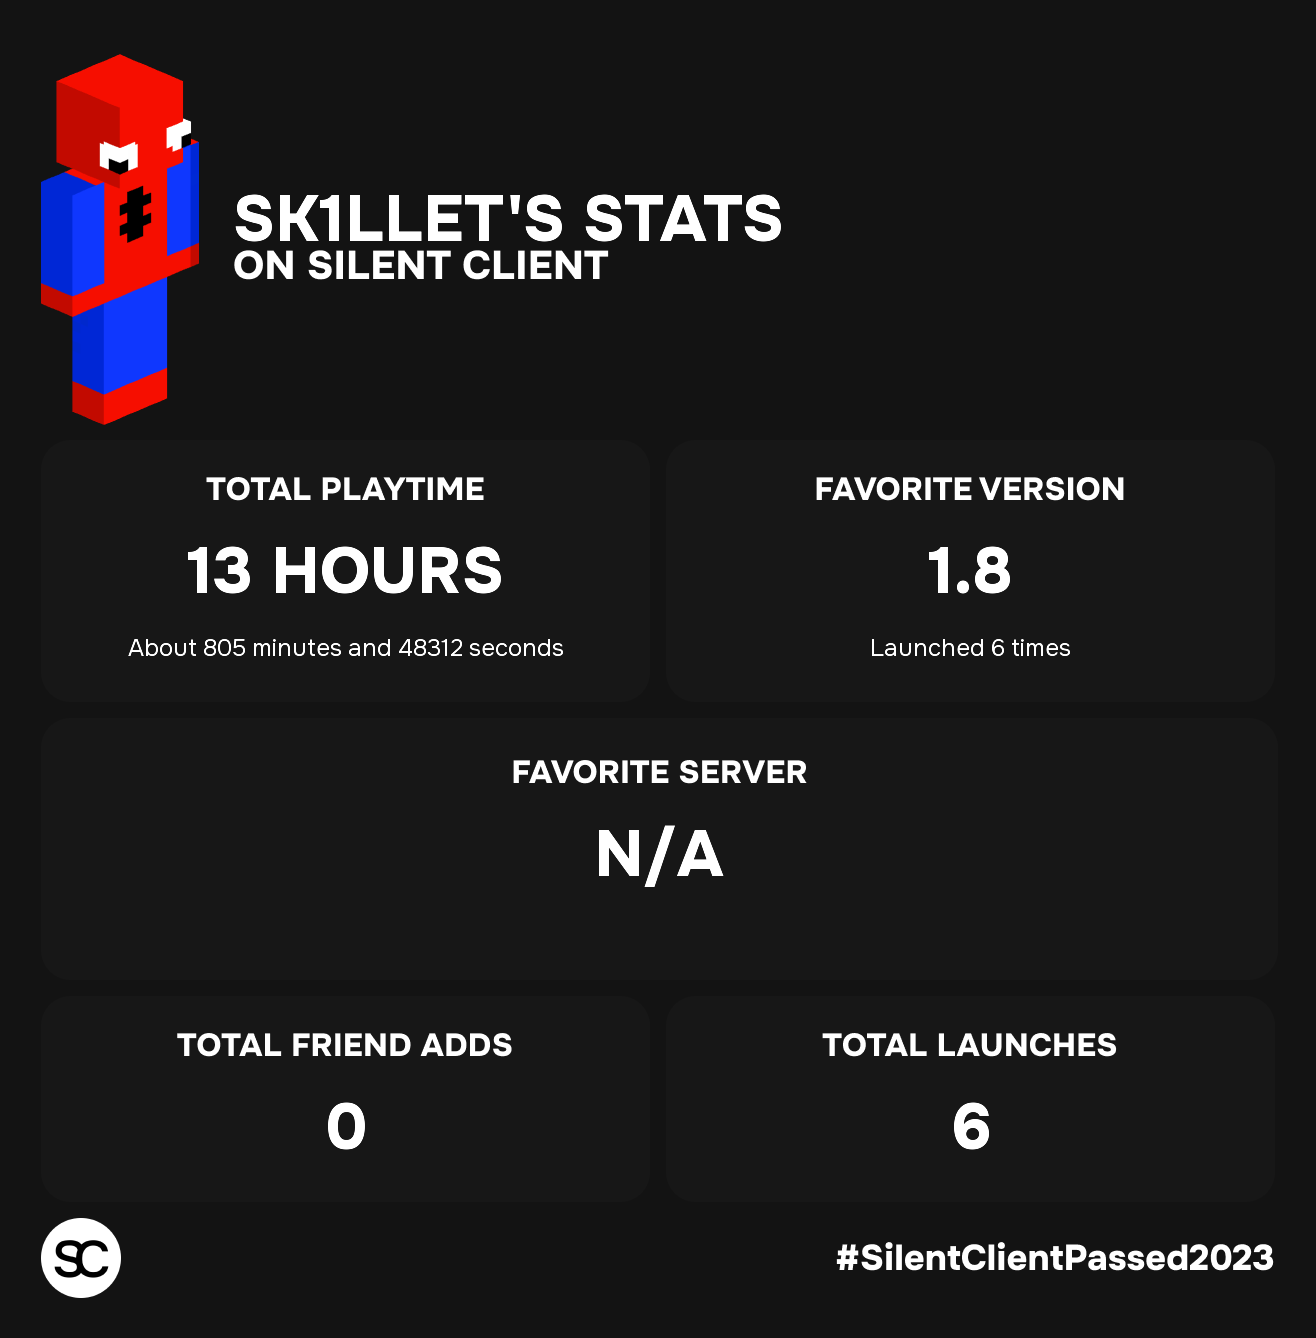 SK1LLET'S STATS
ON SILENT CLIENT
TOTAL PLAYTIME
13 HOURS
About 805 minutes and 48312 seconds
FAVORITE VERSION
1.8
Launched 6 times
FAVORITE SERVER
N/A
TOTAL FRIEND ADDS
0
TOTAL LAUNCHES
6
SC
#SilentClientPassed2023